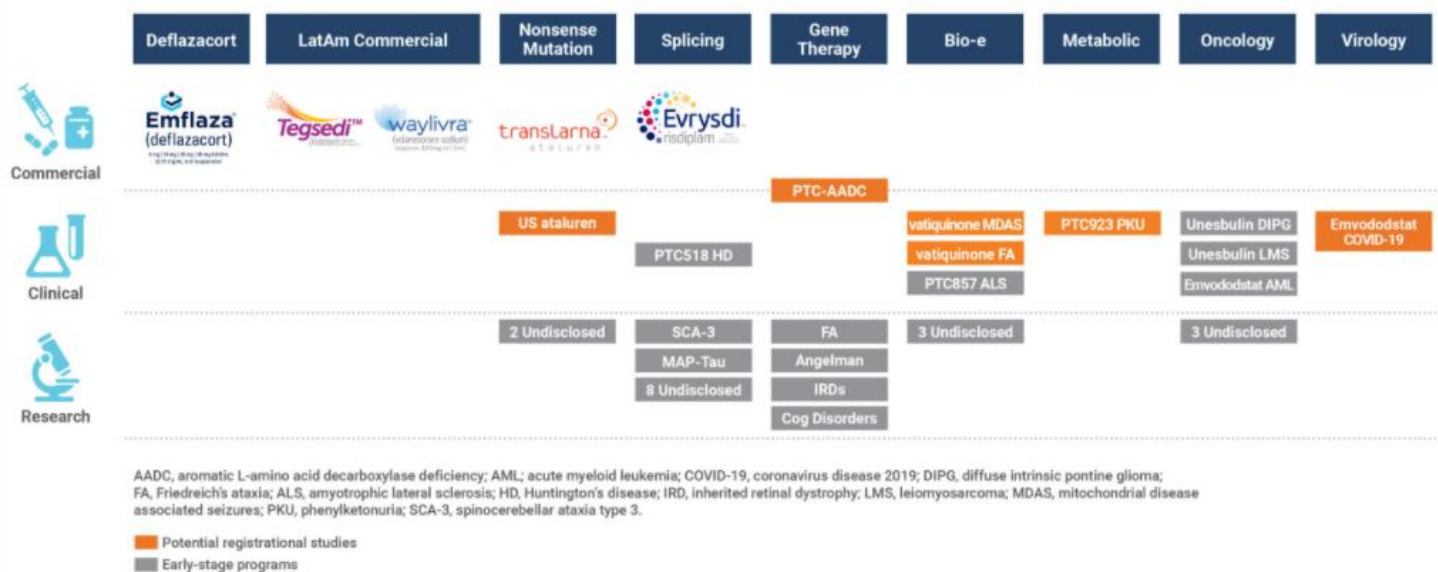 Deflazacort
LatAm Commercial
Nonsense
Mutation
Splicing
Gene
Therapy
Bio-e
Metabolic
Oncology
Virology
Commercial
Emflaza
(deflazacort)
Tegsedi™
waylivra
(volanesorsen sodium)
translarna™
ataluren
Evrysdi
risdiplam
PTC-AADC
Clinical
US ataluren
PTC518 HD
vatiquinone MDAS
vatiquinone FA
PTC857 ALS
PTC923 PKU
Unesbulin DIPG
Unesbulin LMS
Emvododstat AML
Emvododstat
COVID-19
Research
2 Undisclosed
SCA-3
MAP-Tau
8 Undisclosed
FA
Angelman
IRDs
Cog Disorders
3 Undisclosed
3 Undisclosed
AADC, aromatic L-amino acid decarboxylase deficiency; AML; acute myeloid leukemia; COVID-19, coronavirus disease 2019; DIPG, diffuse intrinsic pontine glioma;
FA, Friedreich's ataxia; ALS, amyotrophic lateral sclerosis; HD, Huntington's disease; IRD, inherited retinal dystrophy; LMS, leiomyosarcoma; MDAS, mitochondrial disease
associated seizures; PKU, phenylketonuria; SCA-3, spinocerebellar ataxia type 3.
Potential registrational studies
Early-stage programs